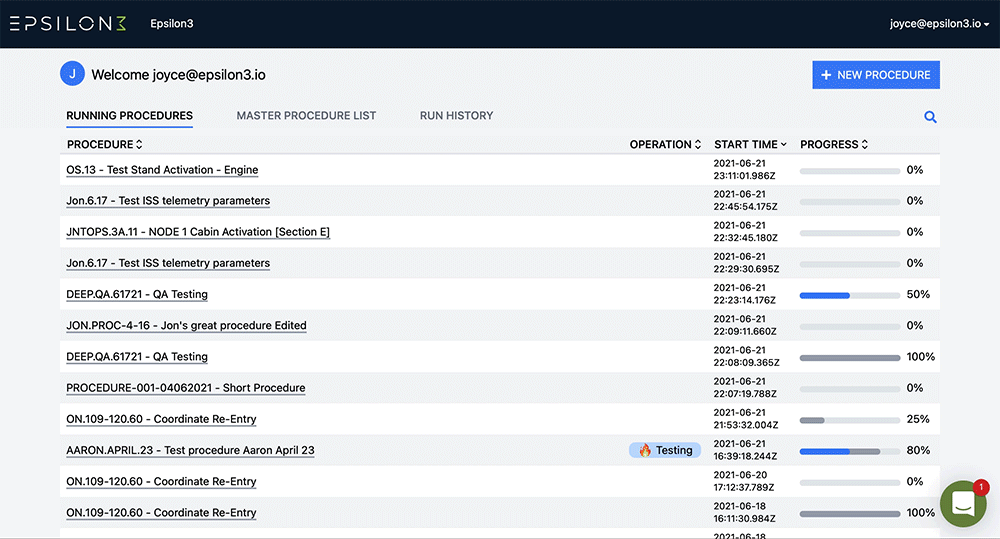 EPSILON3 Epsilon3 joyce@epsilon3.io
J Welcome joyce@epsilon3.io + NEW PROCEDURE
RUNNING PROCEDURES MASTER PROCEDURE LIST RUN HISTORY
PROCEDURE OPERATION START TIME PROGRESS
OS.13 - Test Stand Activation - Engine 2021-06-21 0%
23:11:01.986Z
Jon.6.17 - Test ISS telemetry parameters 2021-06-21 0%
22:45:54.175Z
JNTOPS.3A.11 - NODE 1 Cabin Activation [Section E] 2021-06-21 0%
22:32:45.180Z
Jon.6.17 - Test ISS telemetry parameters 2021-06-21 0%
22:29:30.695Z
DEEP.QA.61721 - QA Testing 2021-06-21 50%
22:23:14.176Z
JON.PROC-4-16 - Jon's great procedure Edited 2021-06-21 0%
22:09:11.660Z
DEEP.QA.61721 - QA Testing 2021-06-21 100%
22:08:09.365Z
PROCEDURE-001-04062021 - Short Procedure 2021-06-21 0%
22:07:19.788Z
ON.109-120.60 - Coordinate Re-Entry 2021-06-21 25%
21:53:32.004Z
AARON.APRIL.23 - Test procedure Aaron April 23 🔥 Testing 2021-06-21 80%
16:39:18.244Z
ON.109-120.60 - Coordinate Re-Entry 2021-06-20 0%
17:12:37.789Z
ON.109-120.60 - Coordinate Re-Entry 2021-06-18 100%
16:11:30.984Z
2021-06-18
1